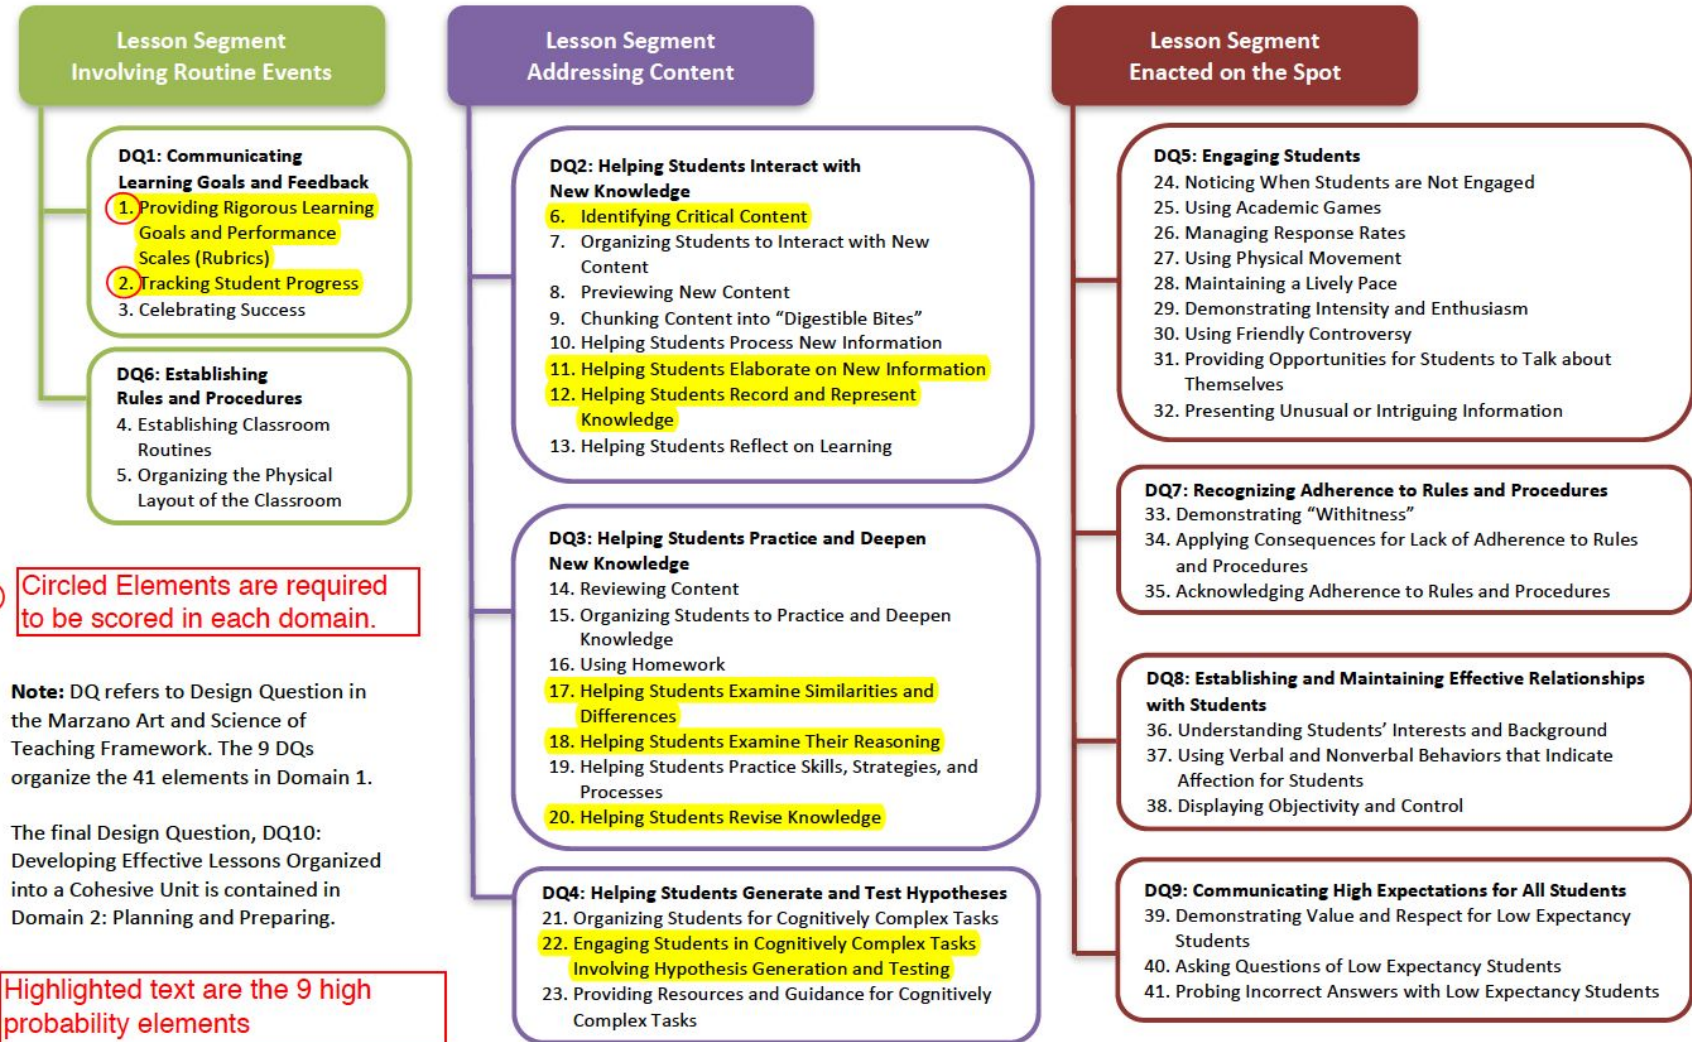 Lesson Segment
Involving Routine Events
DQ1: Communicating
Learning Goals and Feedback
1. Providing Rigorous Learning
Goals and Performance
Scales (Rubrics)
2. Tracking Student Progress
3. Celebrating Success
DQ6: Establishing
Rules and Procedures
4. Establishing Classroom
Routines
5. Organizing the Physical
Layout of the Classroom
Circled Elements are required
to be scored in each domain.
Note: DQ refers to Design Question in
the Marzano Art and Science of
Teaching Framework. The 9 DQs
organize the 41 elements in Domain 1.
The final Design Question, DQ10:
Developing Effective Lessons Organized
into a Cohesive Unit is contained in
Domain 2: Planning and Preparing.
Highlighted text are the 9 high
probability elements
Lesson Segment
Addressing Content
DQ2: Helping Students Interact with
New Knowledge
6. Identifying Critical Content
7. Organizing Students to Interact with New
Content
8. Previewing New Content
9. Chunking Content into “Digestible Bites”
10. Helping Students Process New Information
11. Helping Students Elaborate on New Information
12. Helping Students Record and Represent
Knowledge
13. Helping Students Reflect on Learning
DQ3: Helping Students Practice and Deepen
New Knowledge
14. Reviewing Content
15. Organizing Students to Practice and Deepen
Knowledge
16. Using Homework
17. Helping Students Examine Similarities and
Differences
18. Helping Students Examine Their Reasoning
19. Helping Students Practice Skills, Strategies, and
Processes
20. Helping Students Revise Knowledge
DQ4: Helping Students Generate and Test Hypotheses
21. Organizing Students for Cognitively Complex Tasks
22. Engaging Students in Cognitively Complex Tasks
Involving Hypothesis Generation and Testing
23. Providing Resources and Guidance for Cognitively
Complex Tasks
Lesson Segment
Enacted on the Spot
DQ5: Engaging Students
24. Noticing When Students are Not Engaged
25. Using Academic Games
26. Managing Response Rates
27. Using Physical Movement
28. Maintaining a Lively Pace
29. Demonstrating Intensity and Enthusiasm
30. Using Friendly Controversy
31. Providing Opportunities for Students to Talk about
Themselves
32. Presenting Unusual or Intriguing Information
DQ7: Recognizing Adherence to Rules and Procedures
33. Demonstrating “Withitness”
34. Applying Consequences for Lack of Adherence to Rules
and Procedures
35. Acknowledging Adherence to Rules and Procedures
DQ8: Establishing and Maintaining Effective Relationships
with Students
36. Understanding Students’ Interests and Background
37. Using Verbal and Nonverbal Behaviors that Indicate
Affection for Students
38. Displaying Objectivity and Control
DQ9: Communicating High Expectations for All Students
39. Demonstrating Value and Respect for Low Expectancy
Students
40. Asking Questions of Low Expectancy Students
41. Probing Incorrect Answers with Low Expectancy Students